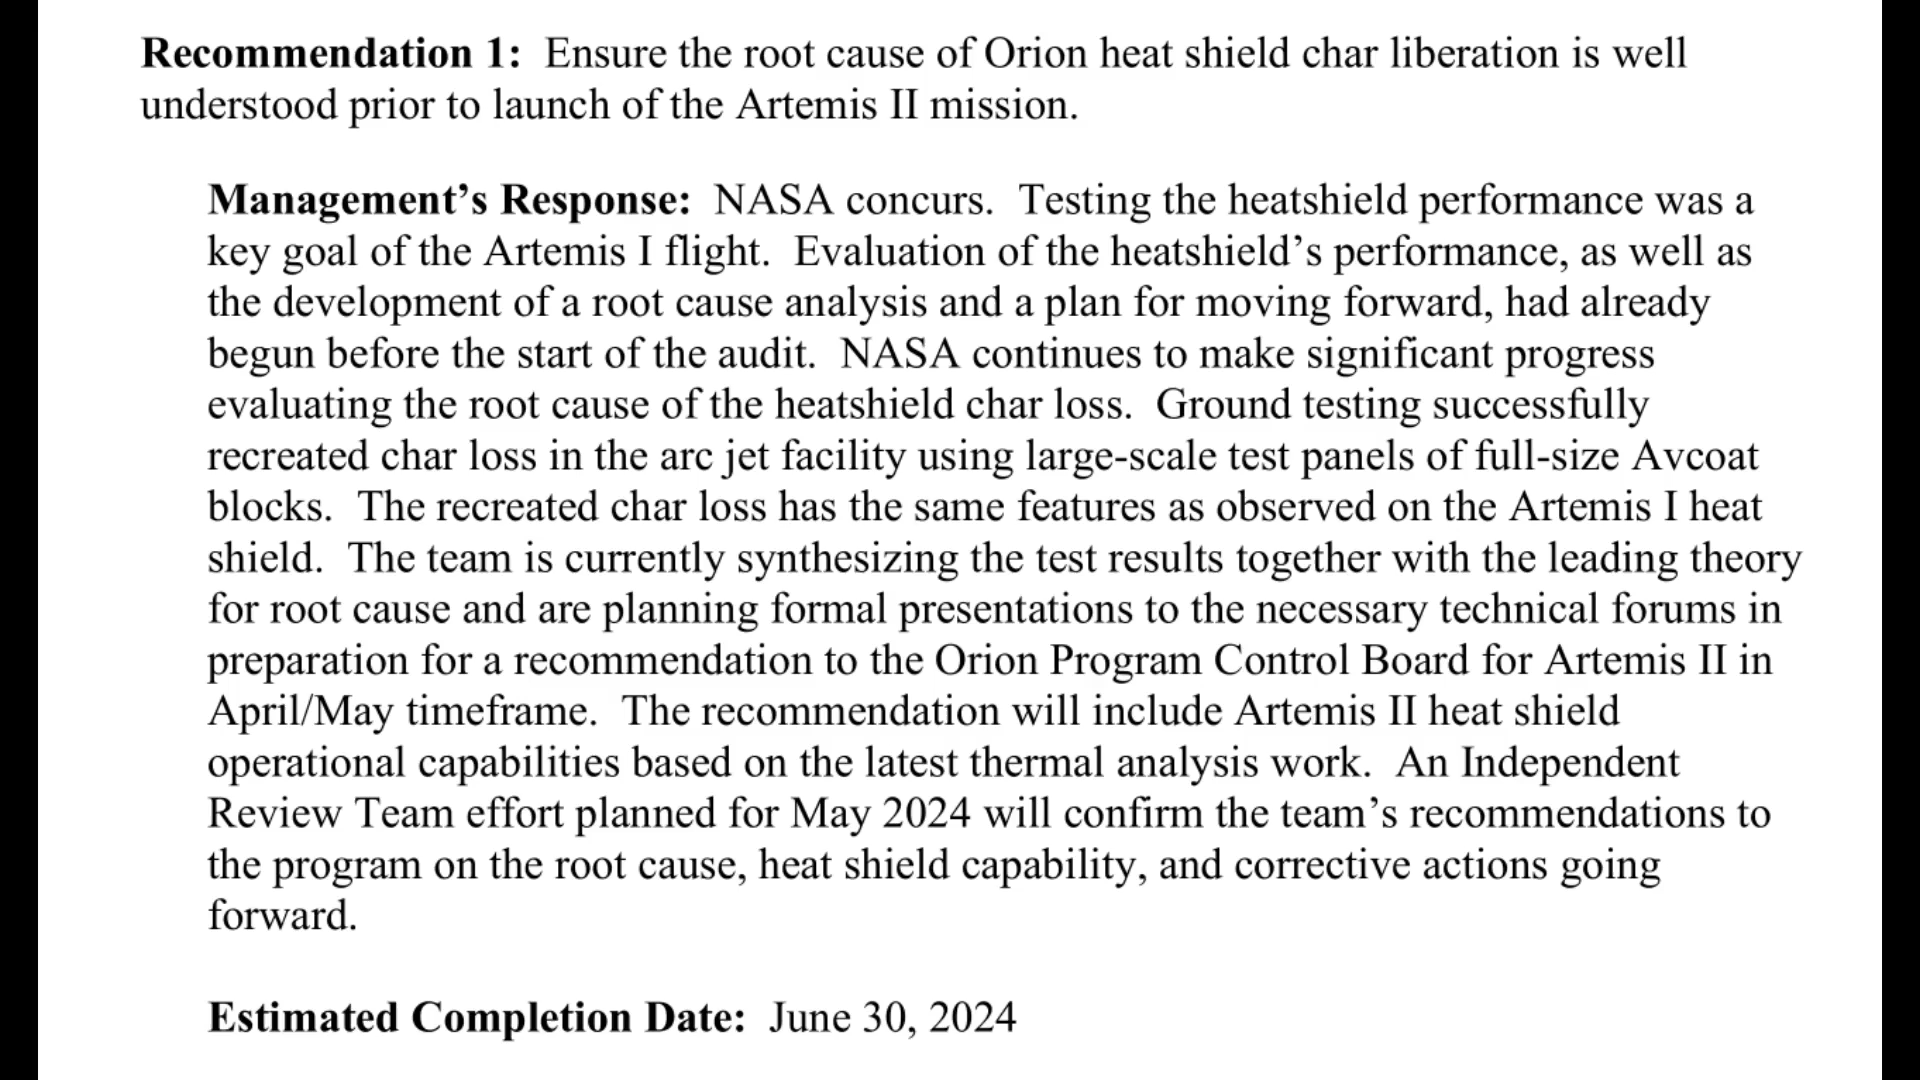 Recommendation 1: Ensure the root cause of Orion heat shield char liberation is well
understood prior to launch of the Artemis II mission.
Management’s Response: NASA concurs. Testing the heatshield performance was a
key goal of the Artemis I flight. Evaluation of the heatshield’s performance, as well as
the development of a root cause analysis and a plan for moving forward, had already
begun before the start of the audit. NASA continues to make significant progress
evaluating the root cause of the heatshield char loss. Ground testing successfully
recreated char loss in the arc jet facility using large-scale test panels of full-size Avcoat
blocks. The recreated char loss has the same features as observed on the Artemis I heat
shield. The team is currently synthesizing the test results together with the leading theory
for root cause and are planning formal presentations to the necessary technical forums in
preparation for a recommendation to the Orion Program Control Board for Artemis II in
April/May timeframe. The recommendation will include Artemis II heat shield
operational capabilities based on the latest thermal analysis work. An Independent
Review Team effort planned for May 2024 will confirm the team’s recommendations to
the program on the root cause, heat shield capability, and corrective actions going
forward.
Estimated Completion Date: June 30, 2024